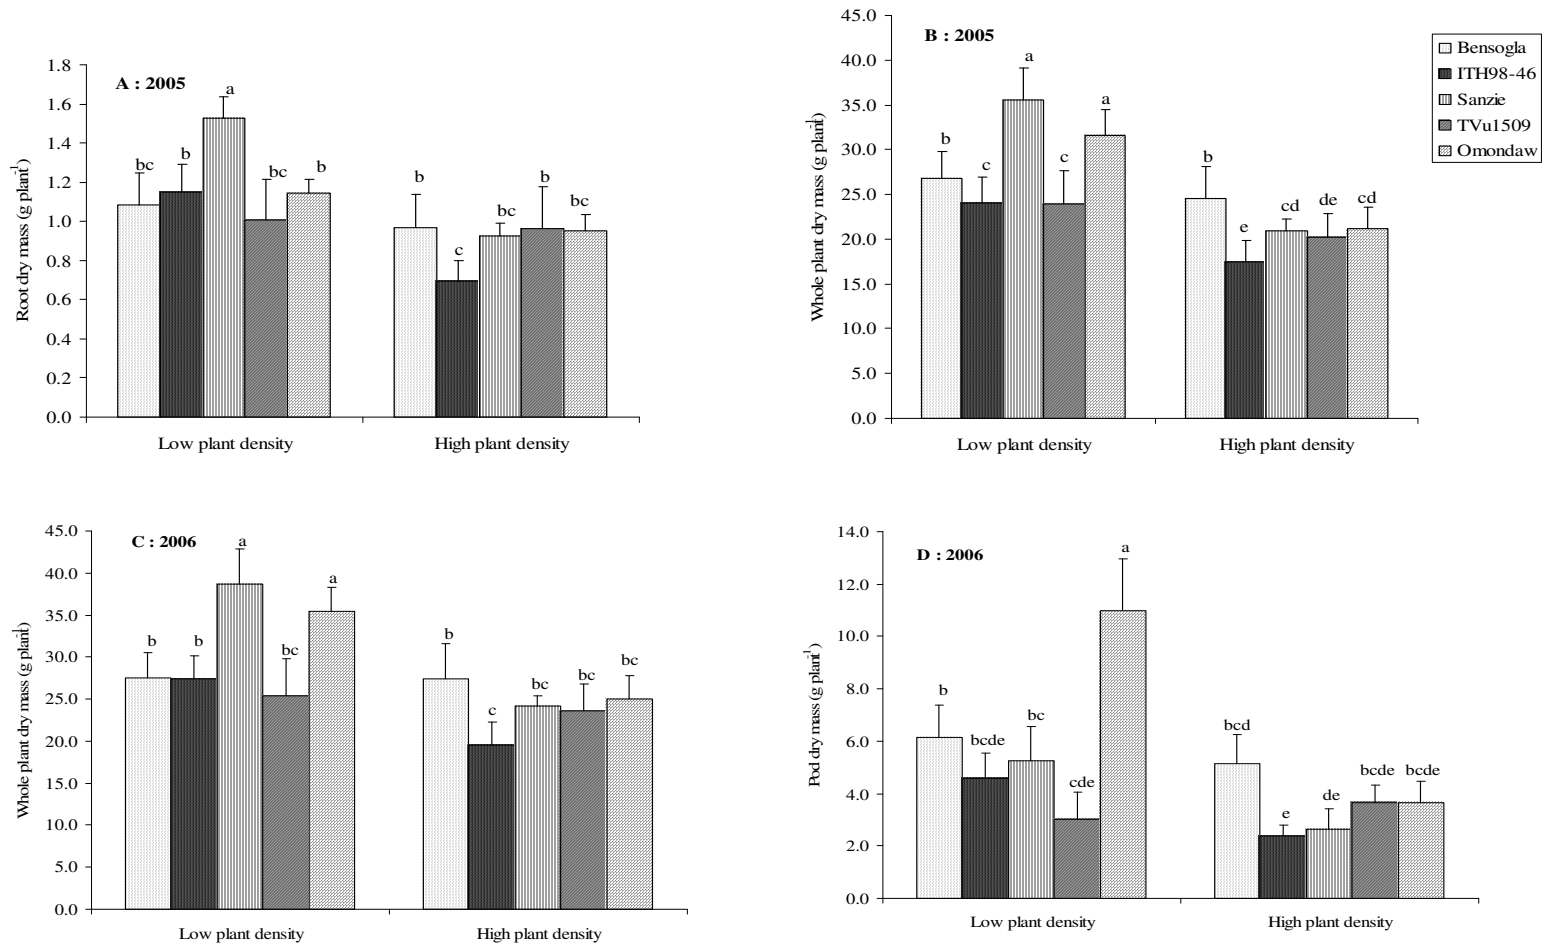 A : 2005
Root dry mass (g plant-1)
1.8
1.6
1.4
1.2
1.0
0.8
0.6
0.4
0.2
0.0
bc
b
a
bc
b
b
c
bc
b
bc
Low plant density
High plant density
B : 2005
Whole plant dry mass (g plant-1)
45.0
40.0
35.0
30.0
25.0
20.0
15.0
10.0
5.0
0.0
b
c
a
c
a
b
e
cd
de
cd
Low plant density
High plant density
Bensogla
ITH98-46
Sanzie
TVu1509
Omondaw
C : 2006
Whole plant dry mass (g plant-1)
45.0
40.0
35.0
30.0
25.0
20.0
15.0
10.0
5.0
0.0
b
b
a
bc
a
b
c
bc
bc
bc
Low plant density
High plant density
D : 2006
Pod dry mass (g plant-1)
14.0
12.0
10.0
8.0
6.0
4.0
2.0
0.0
b
bcde
bc
cde
a
bcd
e
de
bcde
bcde
Low plant density
High plant density